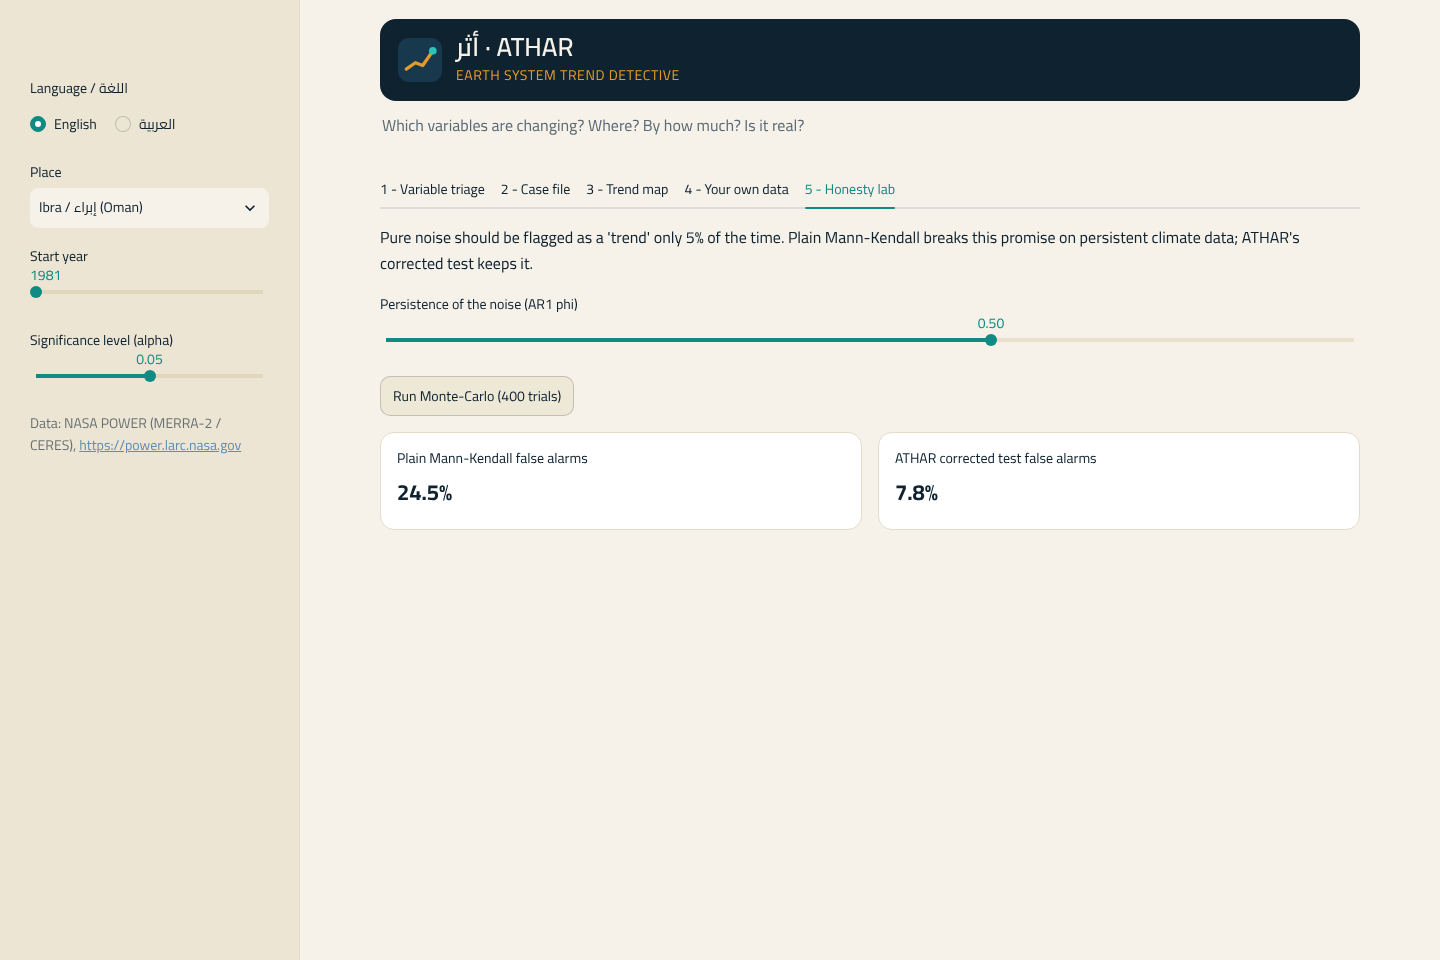 Language / اللغة
English
العربية
Place
Ibra / إبراء (Oman)
Start year
1981
Significance level (alpha)
0.05
Data: NASA POWER (MERRA-2 /
CERES), https://power.larc.nasa.gov
أثر · ATHAR
EARTH SYSTEM TREND DETECTIVE
Which variables are changing? Where? By how much? Is it real?
1 - Variable triage
2 - Case file
3 - Trend map
4 - Your own data
5 - Honesty lab
Pure noise should be flagged as a 'trend' only 5% of the time. Plain Mann-Kendall breaks this promise on persistent climate data; ATHAR's
corrected test keeps it.
Persistence of the noise (AR1 phi)
0.50
Run Monte-Carlo (400 trials)
Plain Mann-Kendall false alarms
24.5%
ATHAR corrected test false alarms
7.8%